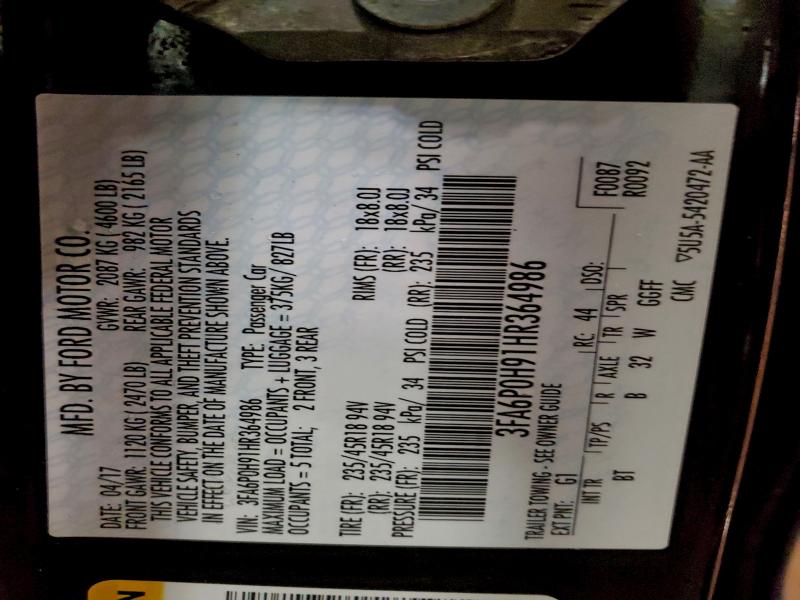 MFD. BY FORD MOTOR CO.
DATE: 04/17 GVWR: 2087 KG ( 4600 LB)
FRONT GAWR: 1120 KG ( 2470 LB) REAR GAWR: 982 KG ( 2165 LB)
THIS VEHICLE CONFORMS TO ALL APPLICABLE FEDERAL MOTOR
VEHICLE SAFETY, BUMPER, AND THEFT PREVENTION STANDARDS
IN EFFECT ON THE DATE OF MANUFACTURE SHOWN ABOVE.
VIN: 3FA6P0H91HR364986 TYPE: Passenger Car
MAXIMUM LOAD = OCCUPANTS + LUGGAGE = 375KG/ 827LB
OCCUPANTS = 5 TOTAL; 2 FRONT, 3 REAR
TIRE (FR): 235/45R18 94V RIMS (FR): 18x8.0J
(RR): 235/45R18 94V (RR): 18x8.0J
PRESSURE (FR): 235 kPa/ 34 PSI COLD (RR): 235 kPa/ 34 PSI COLD
3FA6P0H91HR364986
TRAILER TOWING - SEE OWNER GUIDE
EXT PNT: G1 RC: 44 DSO: F0087
R0092
INT TR TP/PS R AXLE TR SPR
BT B 32 W GGFF
CMC ▽5U5A-5420472-AA
N